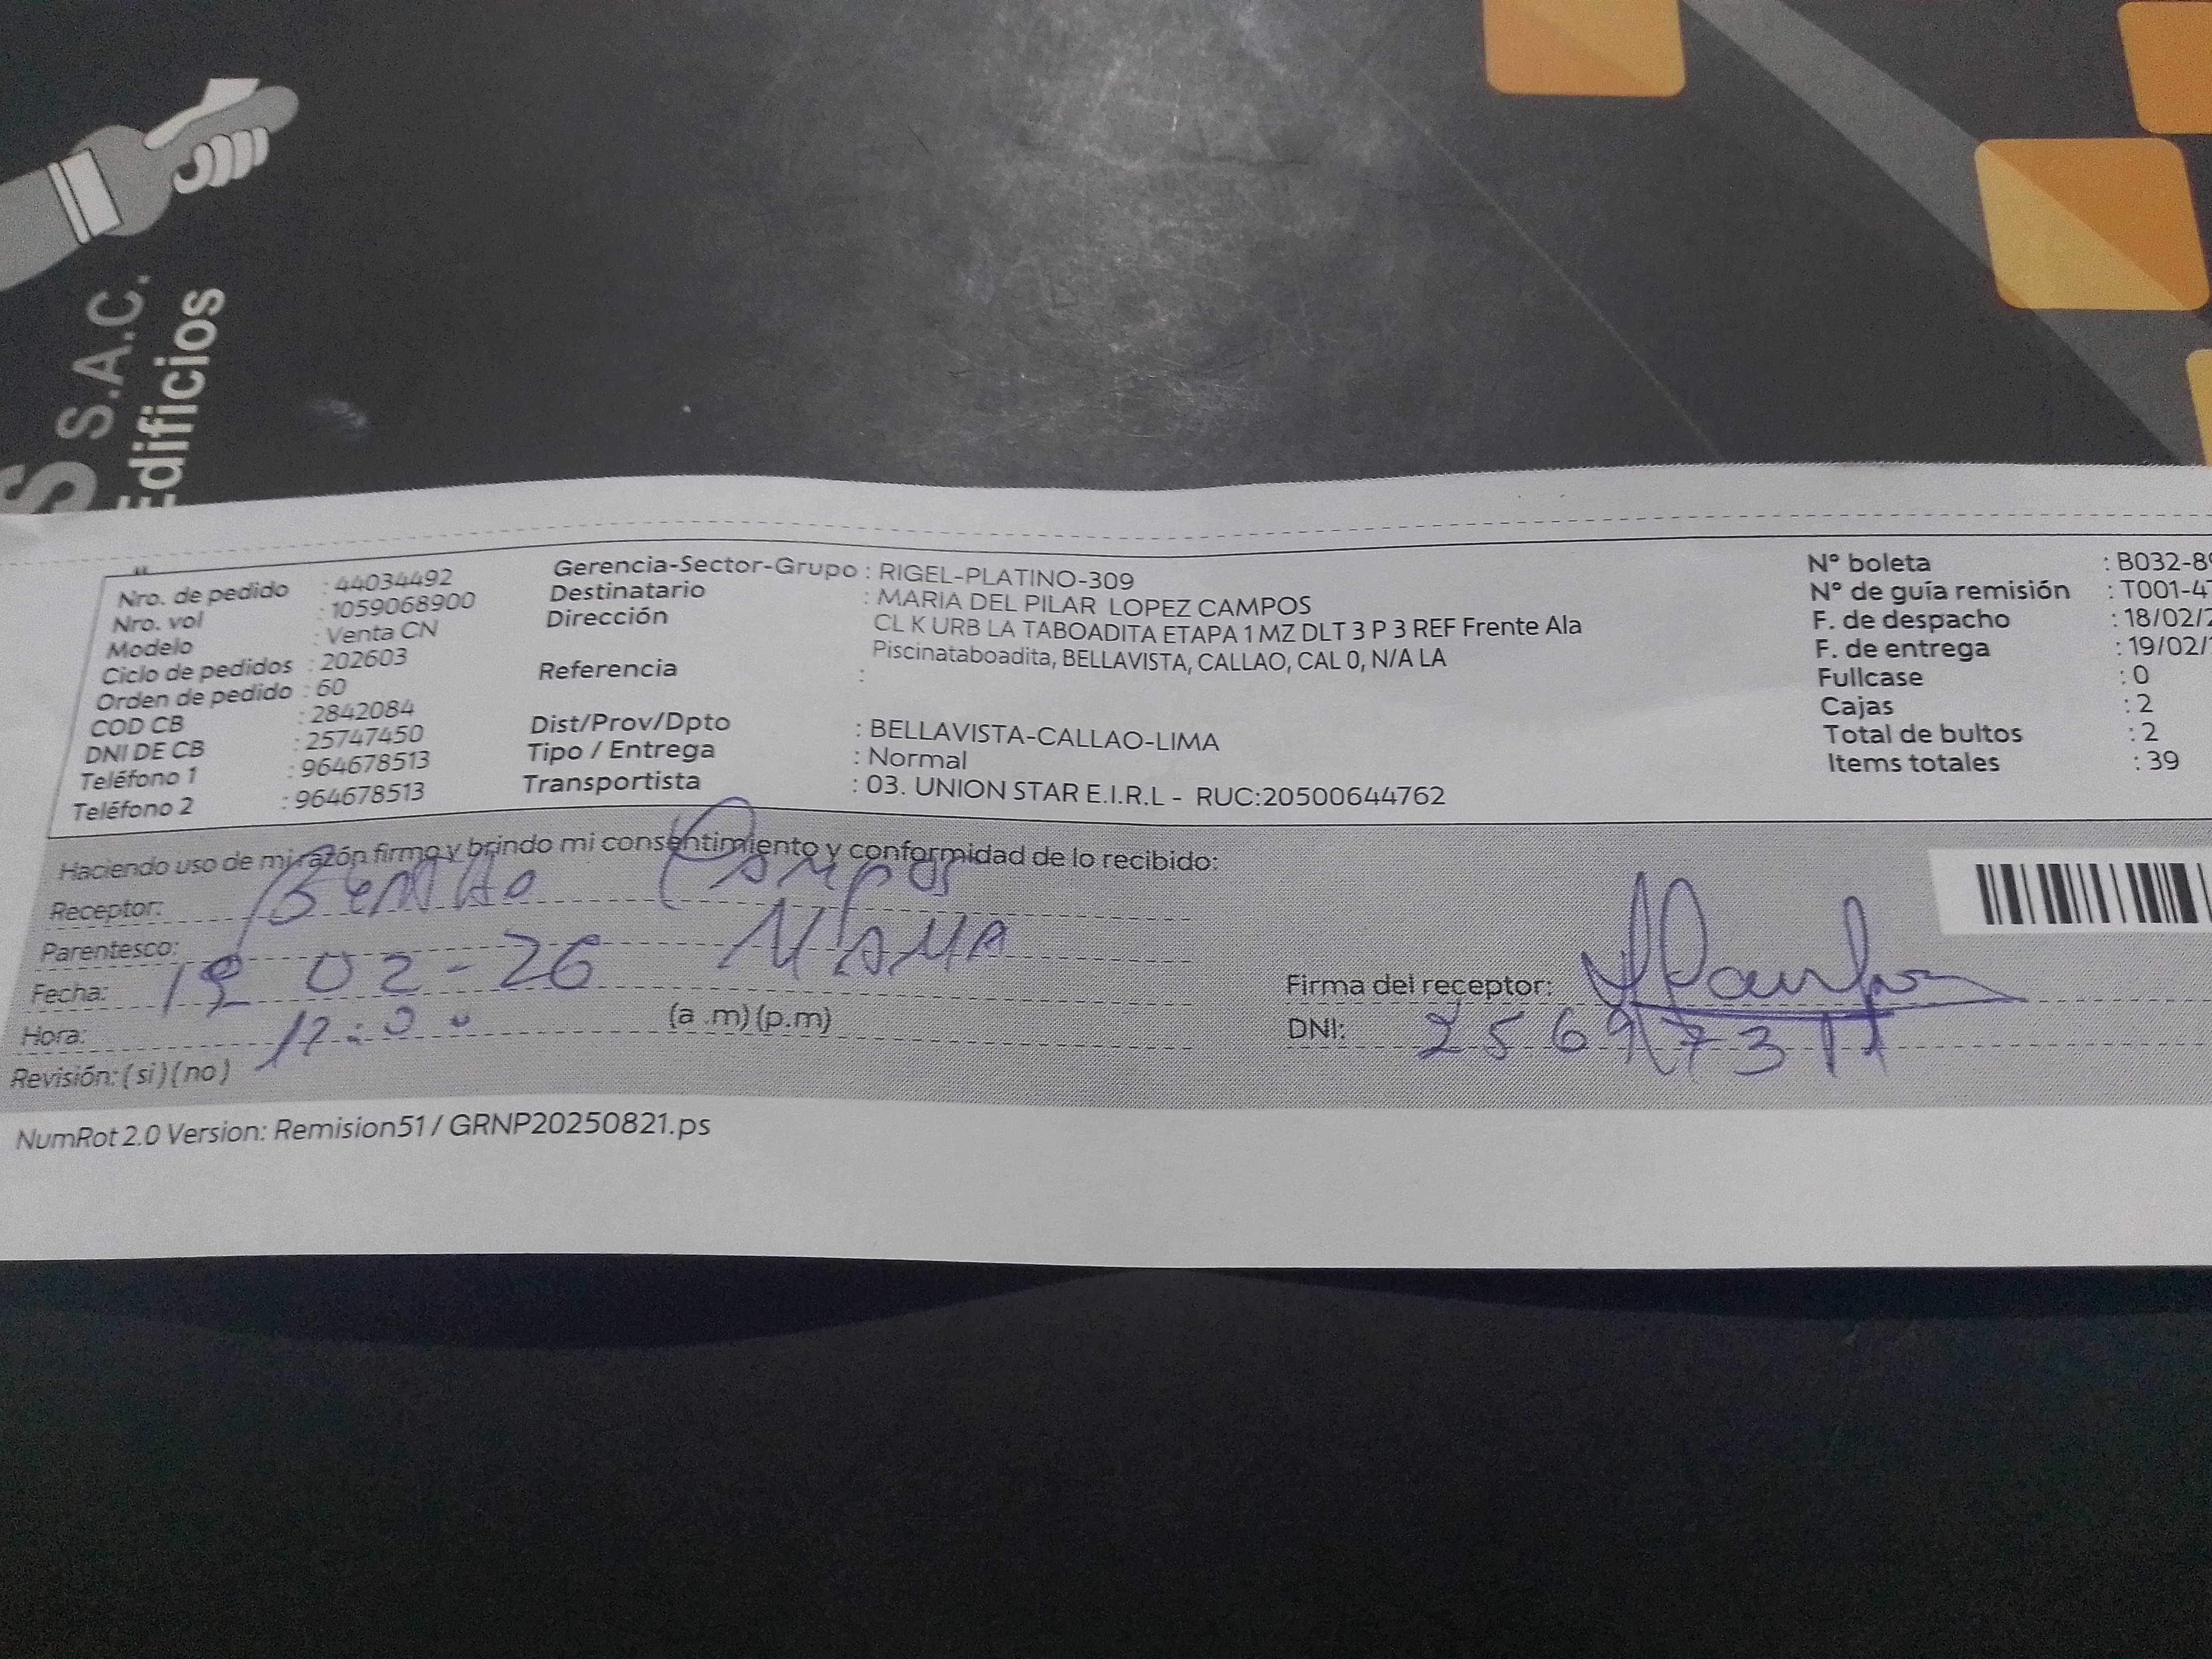 S S.A.C.
Edificios
Nro. de pedido : 44034492
Nro. vol : 1059068900
Modelo : Venta CN
Ciclo de pedidos : 202603
Orden de pedido : 60
COD CB : 2842084
DNI DE CB : 25747450
Teléfono 1 : 964678513
Teléfono 2 : 964678513
Gerencia-Sector-Grupo : RIGEL-PLATINO-309
Destinatario : MARIA DEL PILAR LOPEZ CAMPOS
Dirección CL K URB LA TABOADITA ETAPA 1 MZ DLT 3 P 3 REF Frente Ala
Piscinataboadita, BELLAVISTA, CALLAO, CAL 0, N/A LA
Referencia :
Dist/Prov/Dpto : BELLAVISTA-CALLAO-LIMA
Tipo / Entrega : Normal
Transportista : 03. UNION STAR E.I.R.L - RUC:20500644762
N° boleta : B032-8
N° de guía remisión : T001-4
F. de despacho : 18/02/
F. de entrega : 19/02/
Fullcase : 0
Cajas : 2
Total de bultos : 2
Items totales : 39
Haciendo uso de mi razón firmo y brindo mi consentimiento y conformidad de lo recibido:
Receptor: Campos
Parentesco: MAMA
Fecha: 19 02-26
Hora: (a .m) (p.m)
Revisión: ( si ) ( no )
Firma del receptor:
DNI: 25697311
NumRot 2.0 Version: Remision51 / GRNP20250821.ps